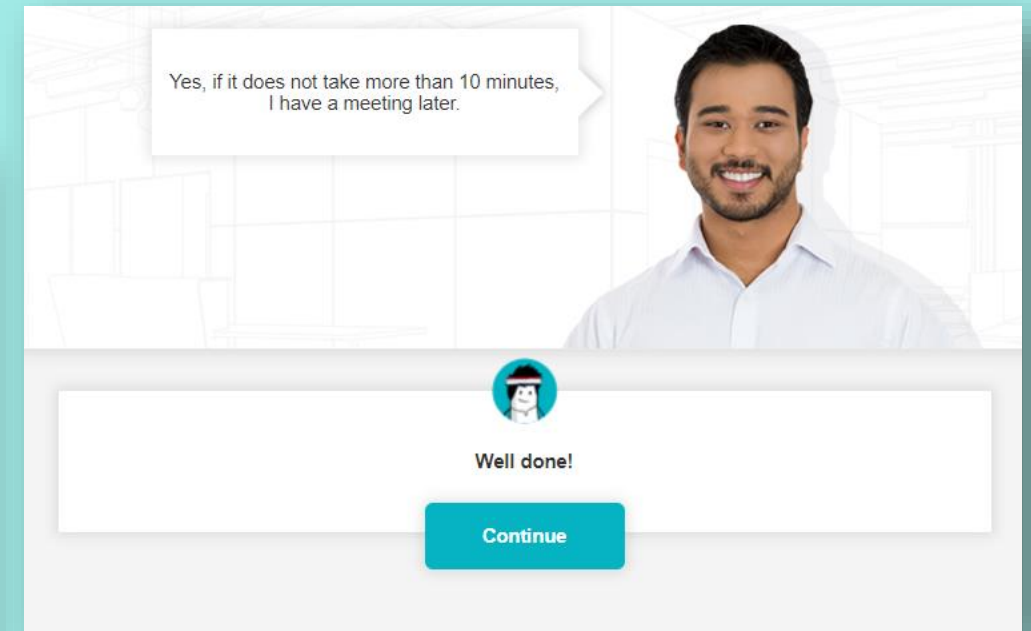 Yes, if it does not take more than 10 minutes,
I have a meeting later.
Well done!
Continue